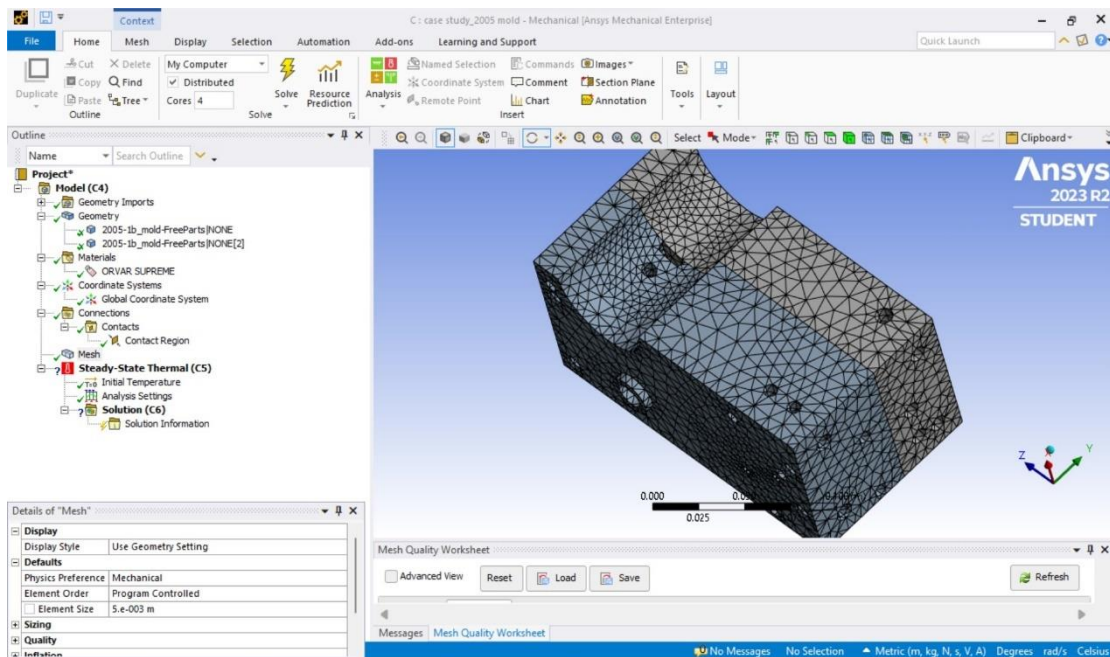 Context
C : case study_2005 mold - Mechanical [Ansys Mechanical Enterprise]
File Home Mesh Display Selection Automation Add-ons Learning and Support Quick Launch
Cut Delete My Computer Named Selection Commands Images
Copy Find Distributed Coordinate System Comment Section Plane
Duplicate Paste Tree Cores 4 Solve Resource Prediction Analysis Remote Point Chart Annotation Tools Layout
Outline Solve Insert
Outline
Select Mode Clipboard
Name Search Outline
Project*
Model (C4)
Geometry Imports
Geometry
2005-1b_mold-FreeParts|NONE
2005-1b_mold-FreeParts|NONE[2]
Materials
ORVAR SUPREME
Coordinate Systems
Global Coordinate System
Connections
Contacts
Contact Region
Mesh
Steady-State Thermal (C5)
T=0 Initial Temperature
Analysis Settings
Solution (C6)
Solution Information
Ansys
2023 R2
STUDENT
Z Y
0.000
0.025
Details of "Mesh"
Display
Display Style Use Geometry Setting
Defaults
Physics Preference Mechanical
Element Order Program Controlled
Element Size 5.e-003 m
Sizing
Quality
Inflation
Mesh Quality Worksheet
Advanced View Reset Load Save Refresh
Messages Mesh Quality Worksheet
No Messages No Selection Metric (m, kg, N, s, V, A) Degrees rad/s Celsius